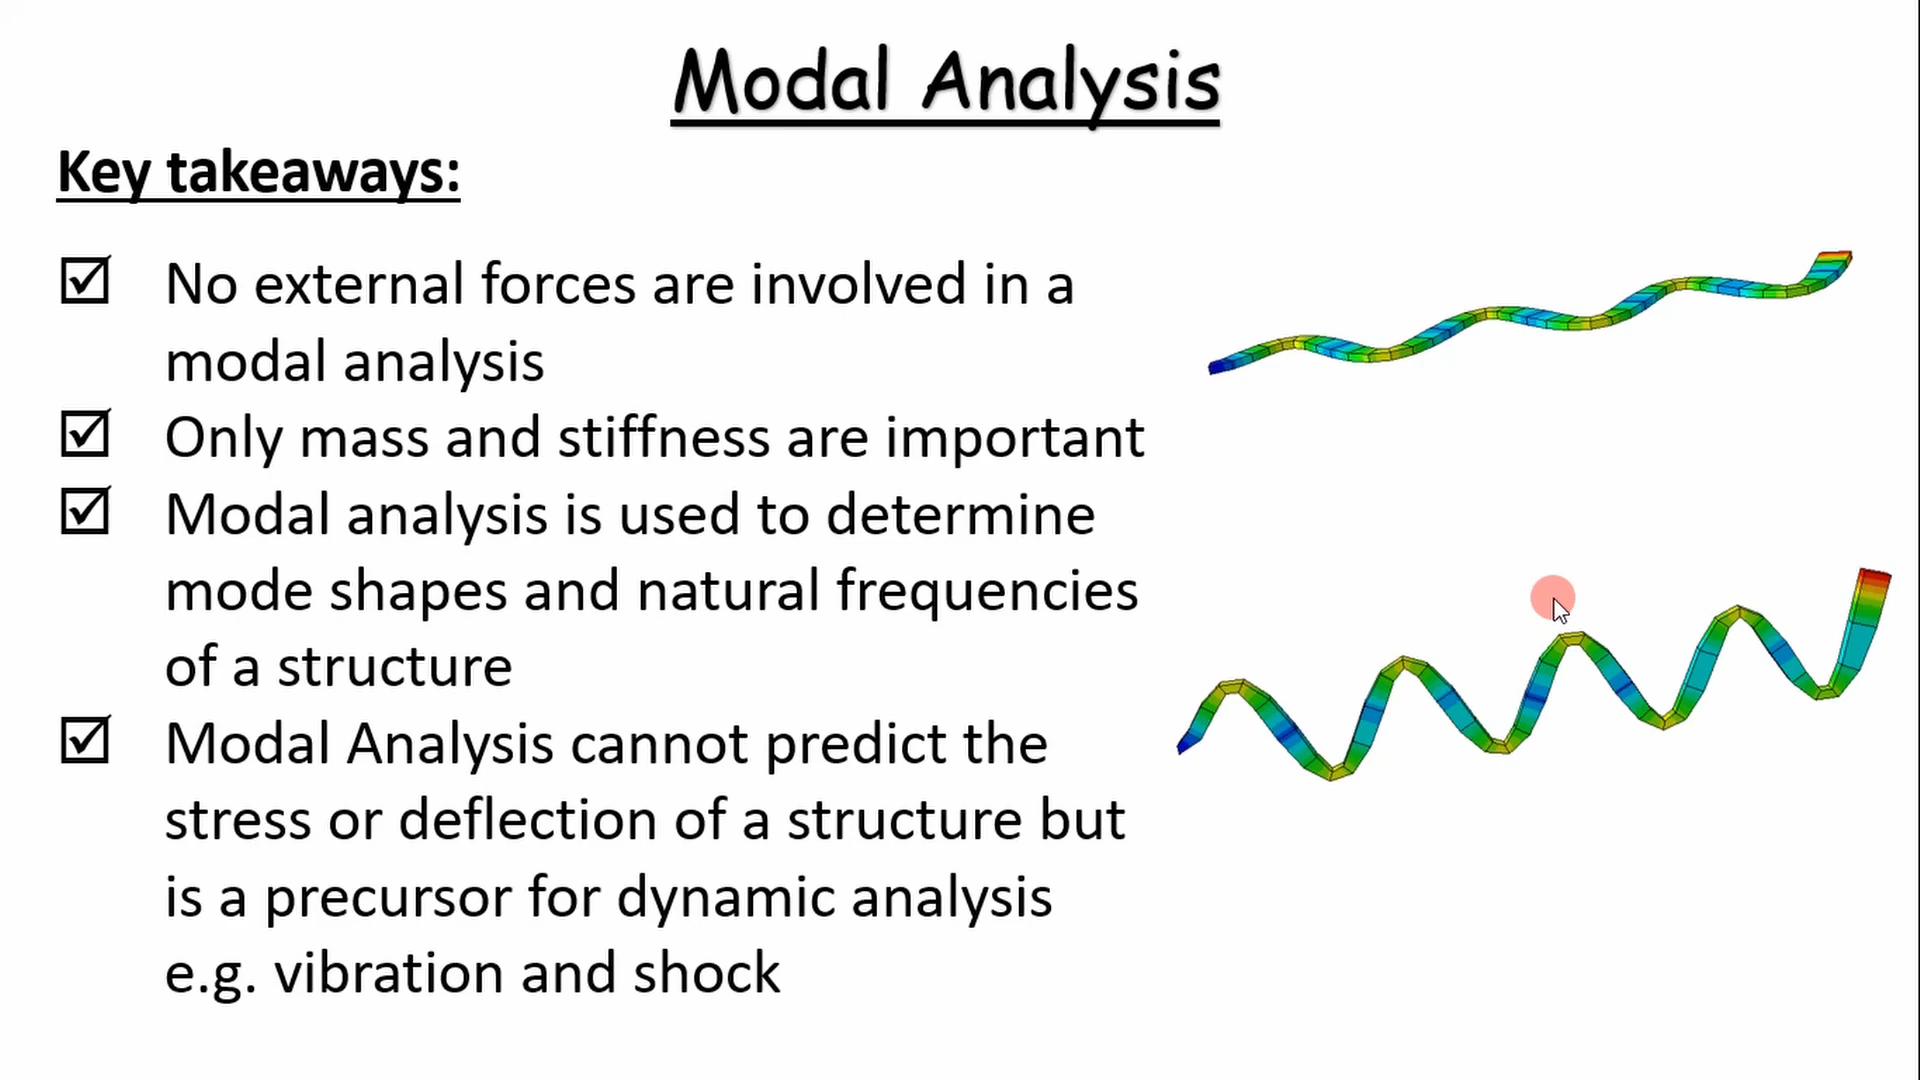 Modal Analysis
Key takeaways:
☑ No external forces are involved in a
modal analysis
☑ Only mass and stiffness are important
☑ Modal analysis is used to determine
mode shapes and natural frequencies
of a structure
☑ Modal Analysis cannot predict the
stress or deflection of a structure but
is a precursor for dynamic analysis
e.g. vibration and shock